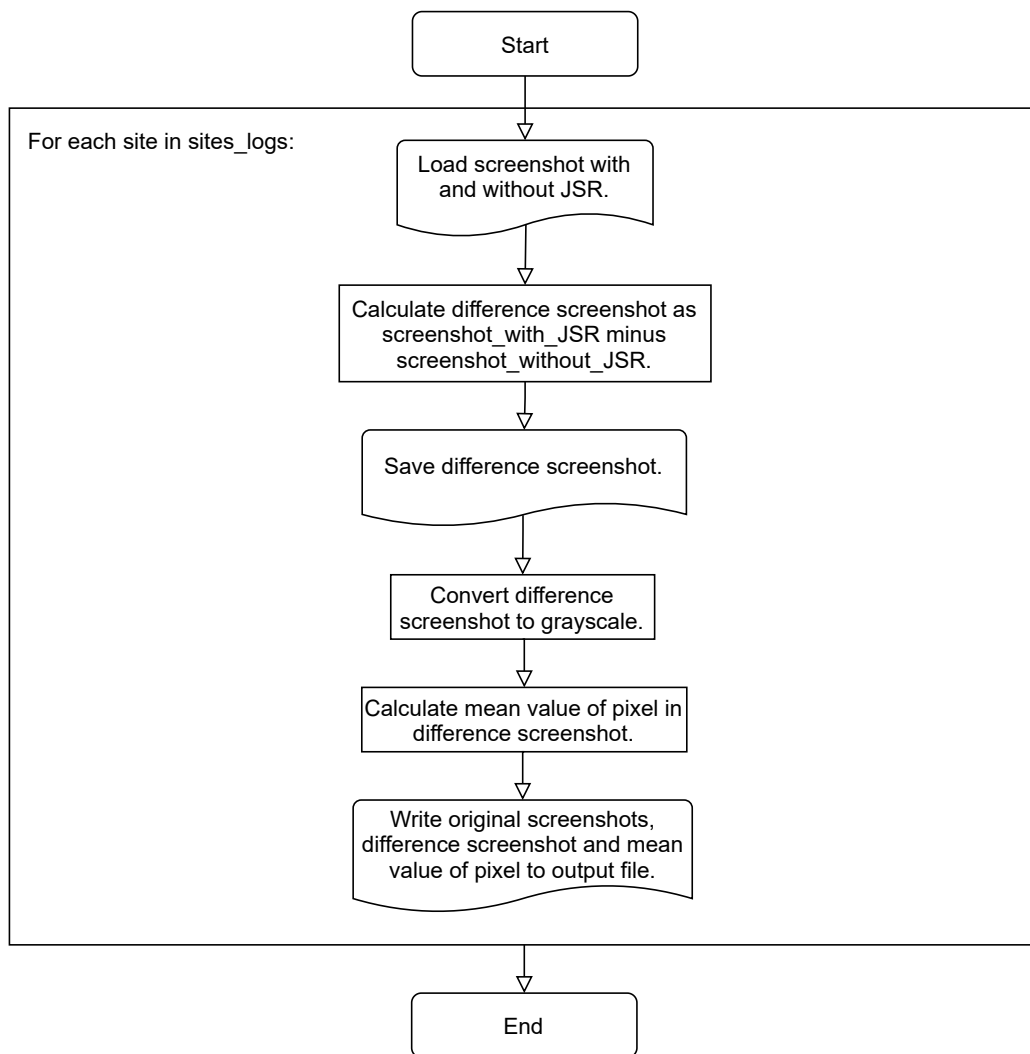 Start
For each site in sites_logs:
Load screenshot with
and without JSR.
Calculate difference screenshot as
screenshot_with_JSR minus
screenshot_without_JSR.
Save difference screenshot.
Convert difference
screenshot to grayscale.
Calculate mean value of pixel in
difference screenshot.
Write original screenshots,
difference screenshot and mean
value of pixel to output file.
End